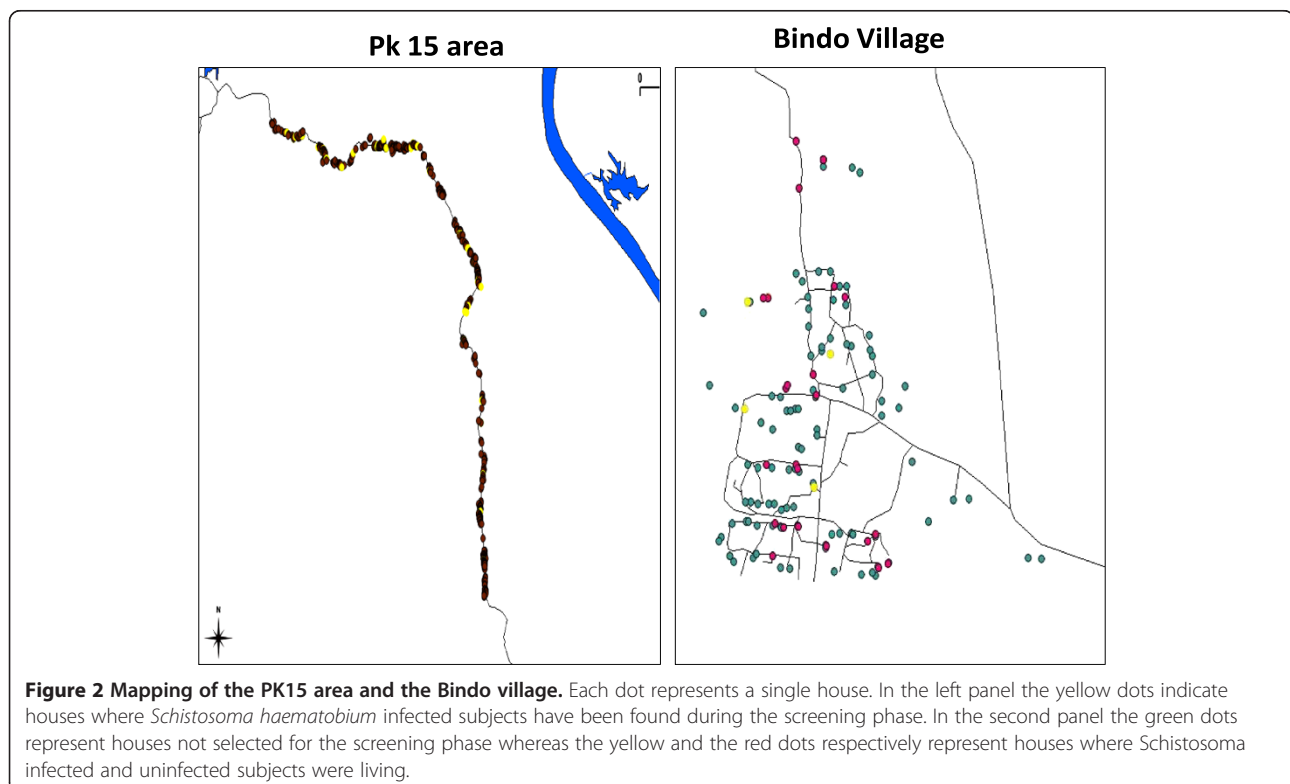 Pk 15 area
Bindo Village
0
N
Figure 2 Mapping of the PK15 area and the Bindo village. Each dot represents a single house. In the left panel the yellow dots indicate
houses where Schistosoma haematobium infected subjects have been found during the screening phase. In the second panel the green dots
represent houses not selected for the screening phase whereas the yellow and the red dots respectively represent houses where Schistosoma
infected and uninfected subjects were living.